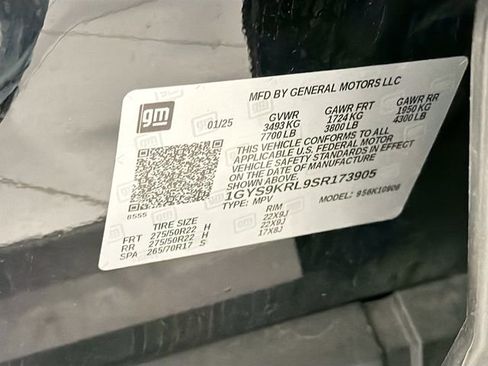 gm
MFD BY GENERAL MOTORS LLC
01/25
GVWR GAWR FRT GAWR RR
3493 KG 1724 KG 1950 KG
7700 LB 3800 LB 4300 LB
THIS VEHICLE CONFORMS TO ALL
APPLICABLE U.S. FEDERAL MOTOR
VEHICLE SAFETY STANDARDS IN EFFECT
ON THE DATE OF MANUFACTURE
SHOWN ABOVE.
1GYS9KRL9SR173905
TYPE: MPV MODEL:
8555
TIRE SIZE RIM
FRT 275/50R22 H 22X9J
RR 275/50R22 H 22X9J
SPA 265/70R17 S 17X8J